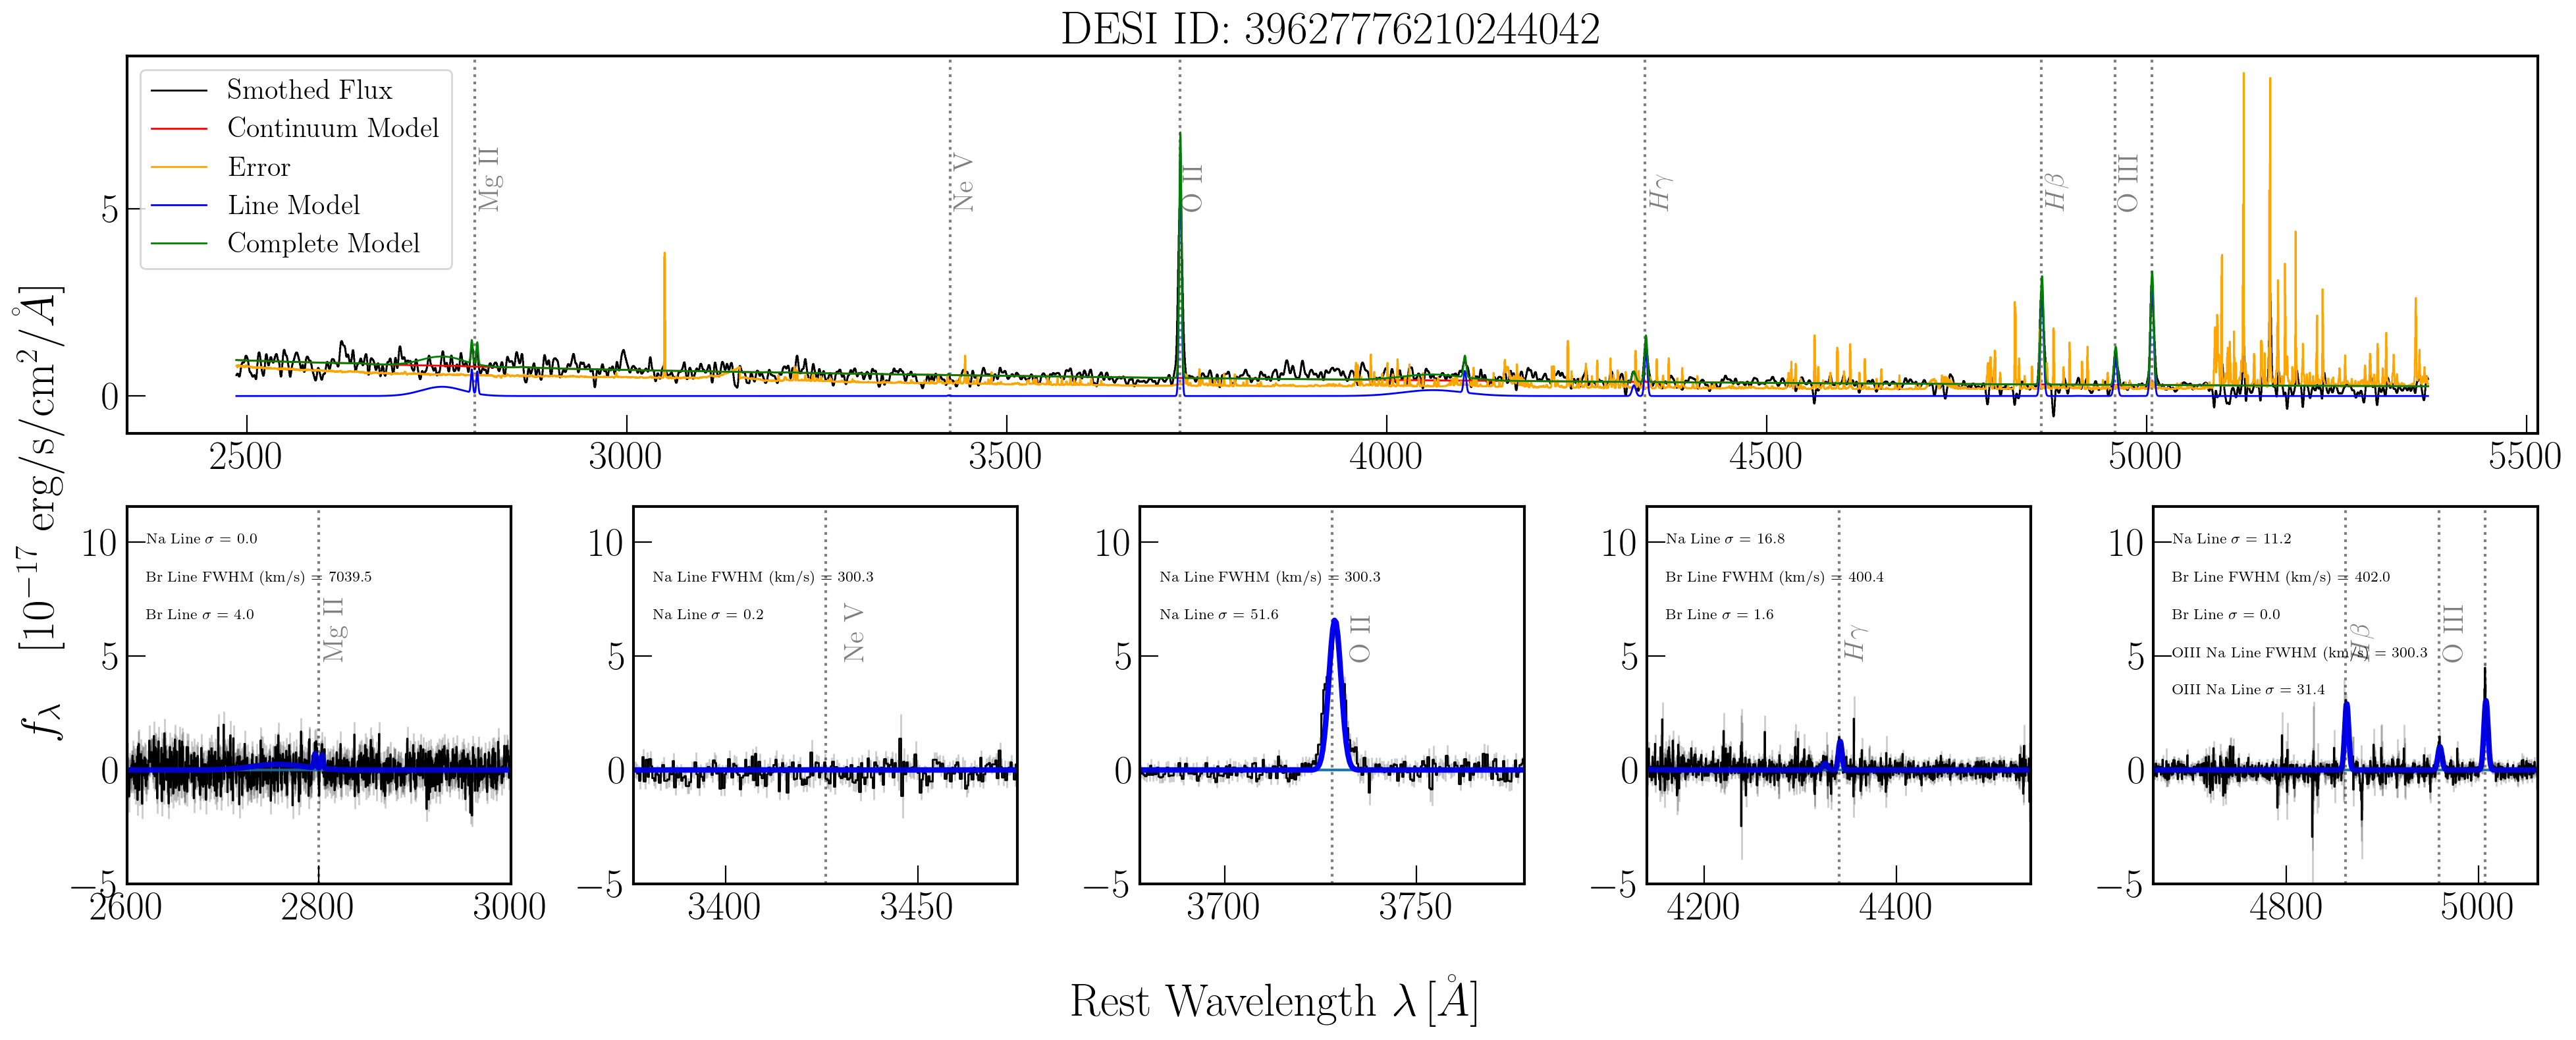 DESI ID: 39627776210244042
Smothed Flux
Continuum Model
Error
Line Model
Complete Model
Mg II
Ne V
O II
Hγ
Hβ
O III
5
0
2500 3000 3500 4000 4500 5000 5500
f_λ [10^{-17} erg/s/cm^2/Å]
10
5
0
−5
Na Line σ = 0.0
Br Line FWHM (km/s) = 7039.5
Br Line σ = 4.0
Mg II
2600 2800 3000
10
5
0
−5
Na Line FWHM (km/s) = 300.3
Na Line σ = 0.2
Ne V
3400 3450
10
5
0
−5
Na Line FWHM (km/s) = 300.3
Na Line σ = 51.6
O II
3700 3750
10
5
0
−5
Na Line σ = 16.8
Br Line FWHM (km/s) = 400.4
Br Line σ = 1.6
Hγ
4200 4400
10
5
0
−5
Na Line σ = 11.2
Br Line FWHM (km/s) = 402.0
Br Line σ = 0.0
OIII Na Line FWHM (km/s) = 300.3
OIII Na Line σ = 31.4
Hβ
O III
4800 5000
Rest Wavelength λ [Å]